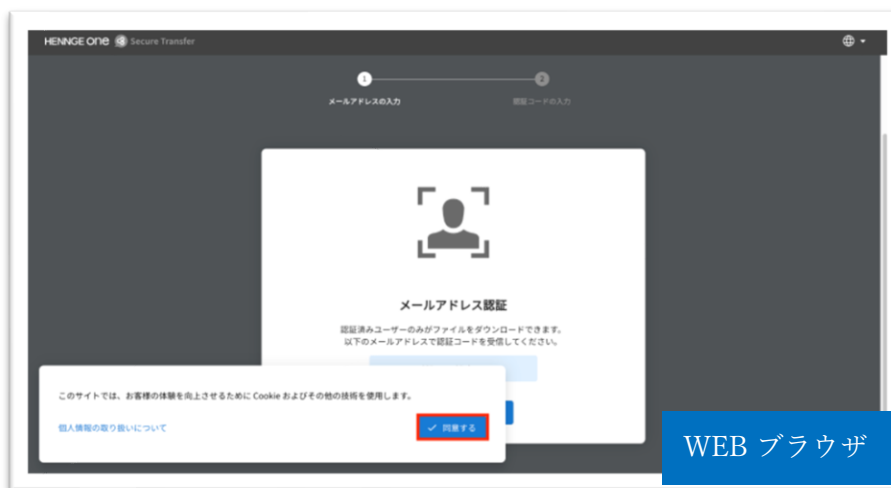 HENNGE one Secure Transfer
1
2
メールアドレスの入力
認証コードの入力
メールアドレス認証
認証済みユーザーのみがファイルをダウンロードできます。
以下のメールアドレスで認証コードを受信してください。
このサイトでは、お客様の体験を向上させるために Cookie およびその他の技術を使用します。
個人情報の取り扱いについて
同意する
WEB ブラウザ